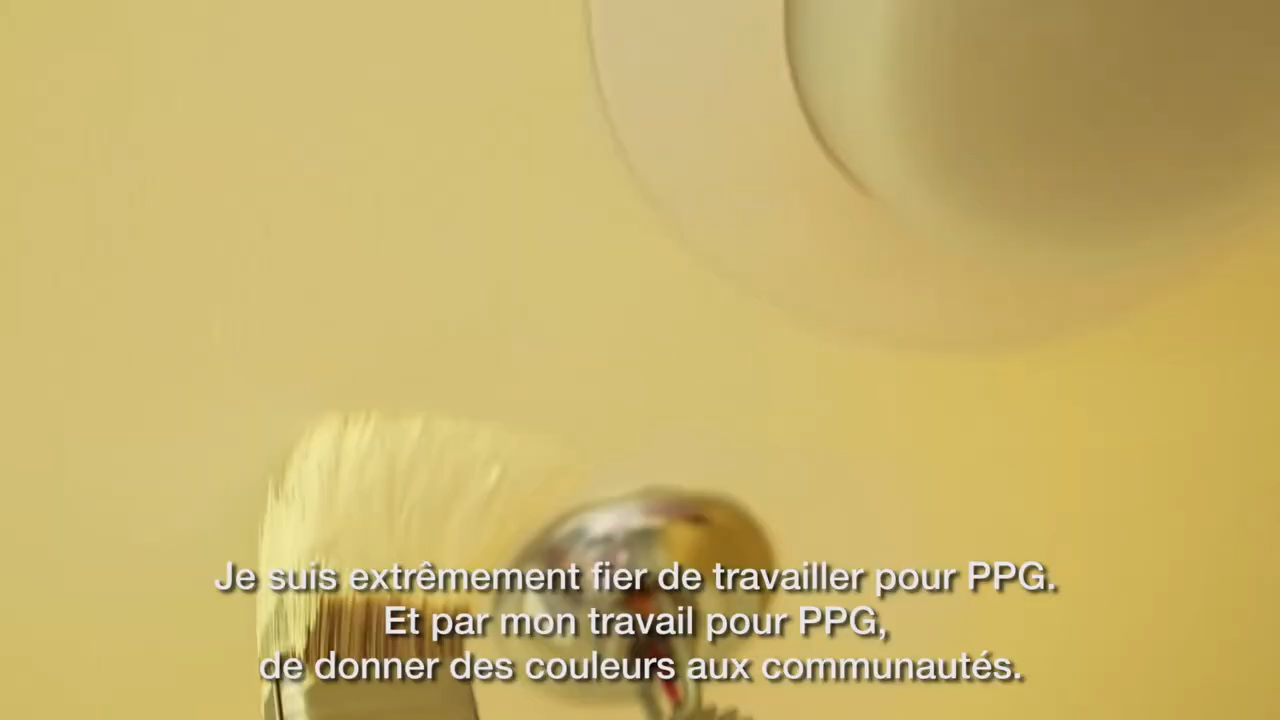 Je suis extrêmement fier de travailler pour PPG.
Et par mon travail pour PPG,
de donner des couleurs aux communautés.